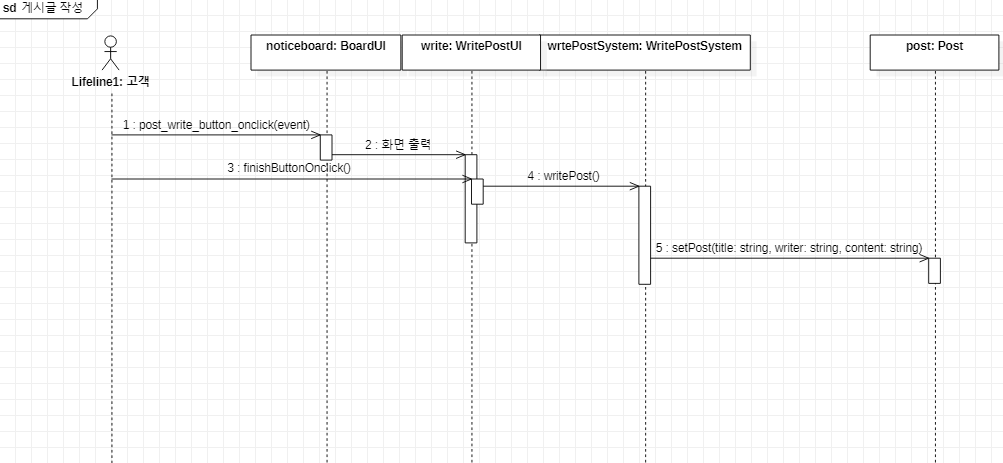 sd 게시글 작성
Lifeline1: 고객
noticeboard: BoardUI
write: WritePostUI
wrtePostSystem: WritePostSystem
post: Post
1 : post_write_button_onclick(event)
2 : 화면 출력
3 : finishButtonOnclick()
4 : writePost()
5 : setPost(title: string, writer: string, content: string)